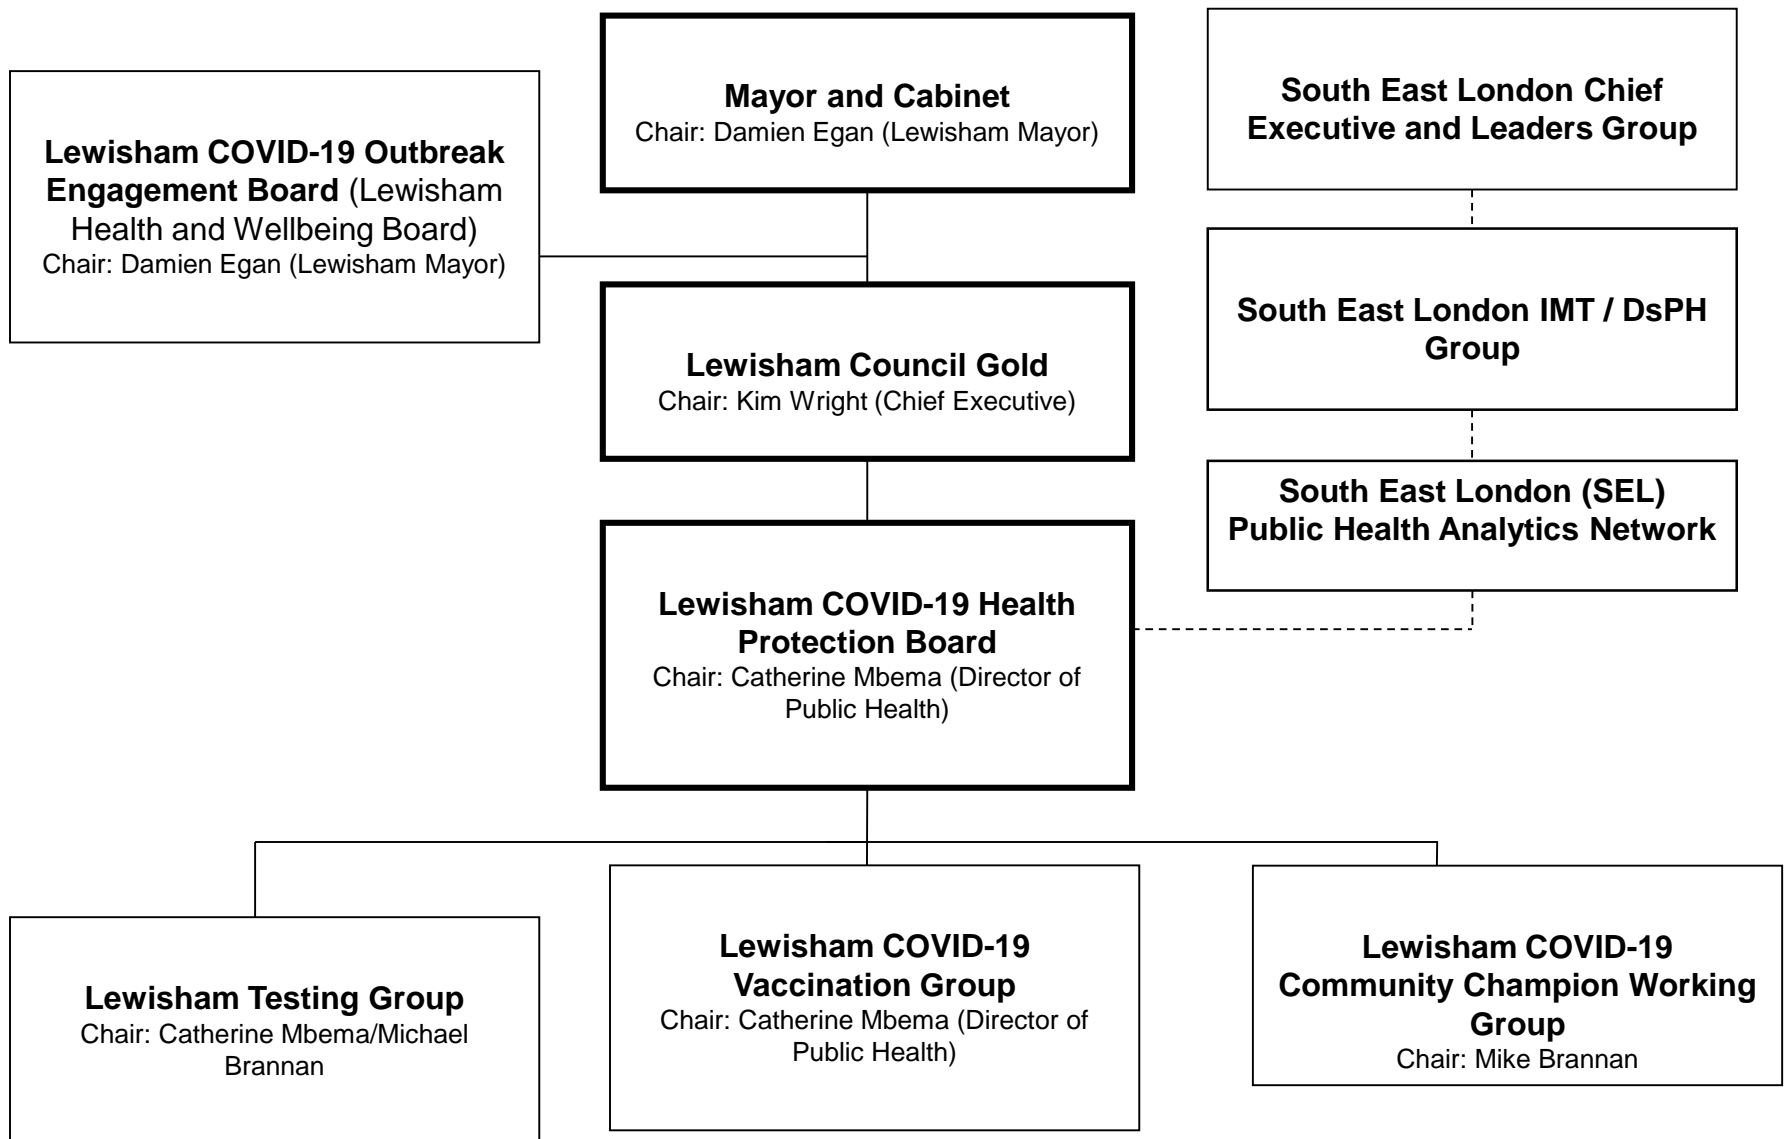 Mayor and Cabinet
Chair: Damien Egan (Lewisham Mayor)
South East London Chief
Executive and Leaders Group
Lewisham COVID-19 Outbreak
Engagement Board (Lewisham
Health and Wellbeing Board)
Chair: Damien Egan (Lewisham Mayor)
South East London IMT / DsPH
Group
Lewisham Council Gold
Chair: Kim Wright (Chief Executive)
South East London (SEL)
Public Health Analytics Network
Lewisham COVID-19 Health
Protection Board
Chair: Catherine Mbema (Director of
Public Health)
Lewisham Testing Group
Chair: Catherine Mbema/Michael
Brannan
Lewisham COVID-19
Vaccination Group
Chair: Catherine Mbema (Director of
Public Health)
Lewisham COVID-19
Community Champion Working
Group
Chair: Mike Brannan